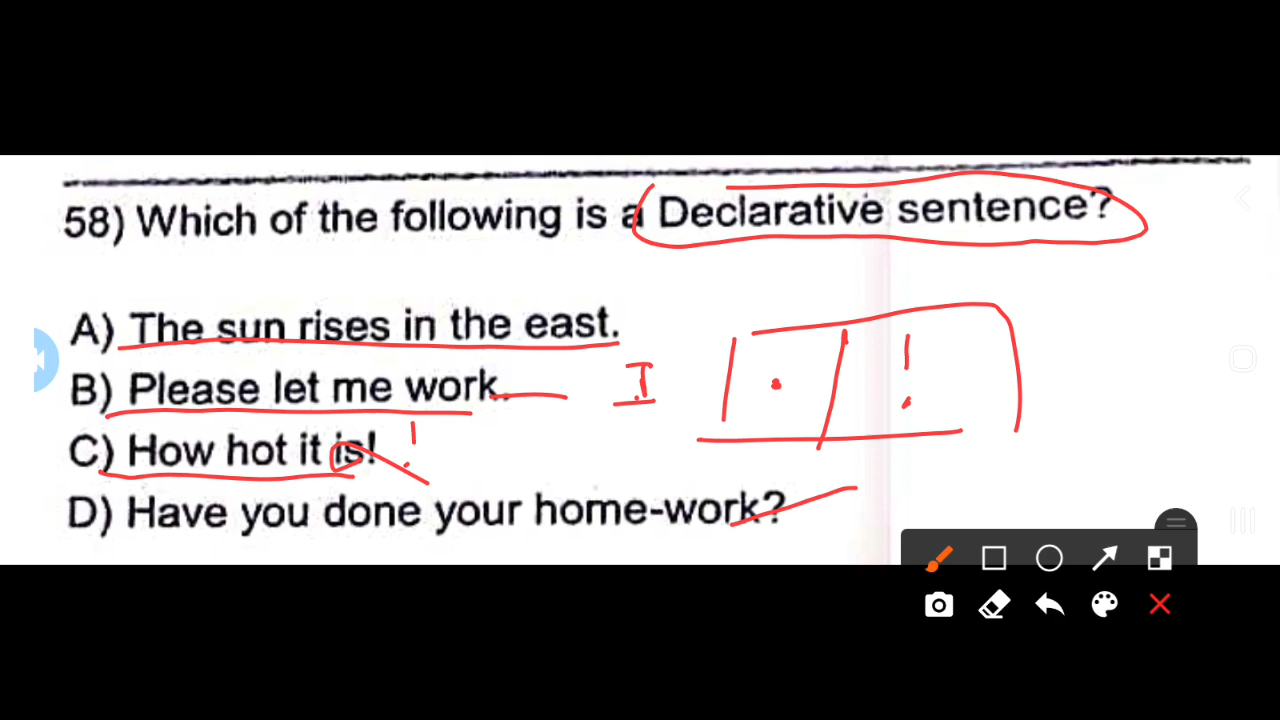 58) Which of the following is a Declarative sentence?
A) The sun rises in the east.
B) Please let me work.
I . !
C) How hot it is! !
D) Have you done your home-work?